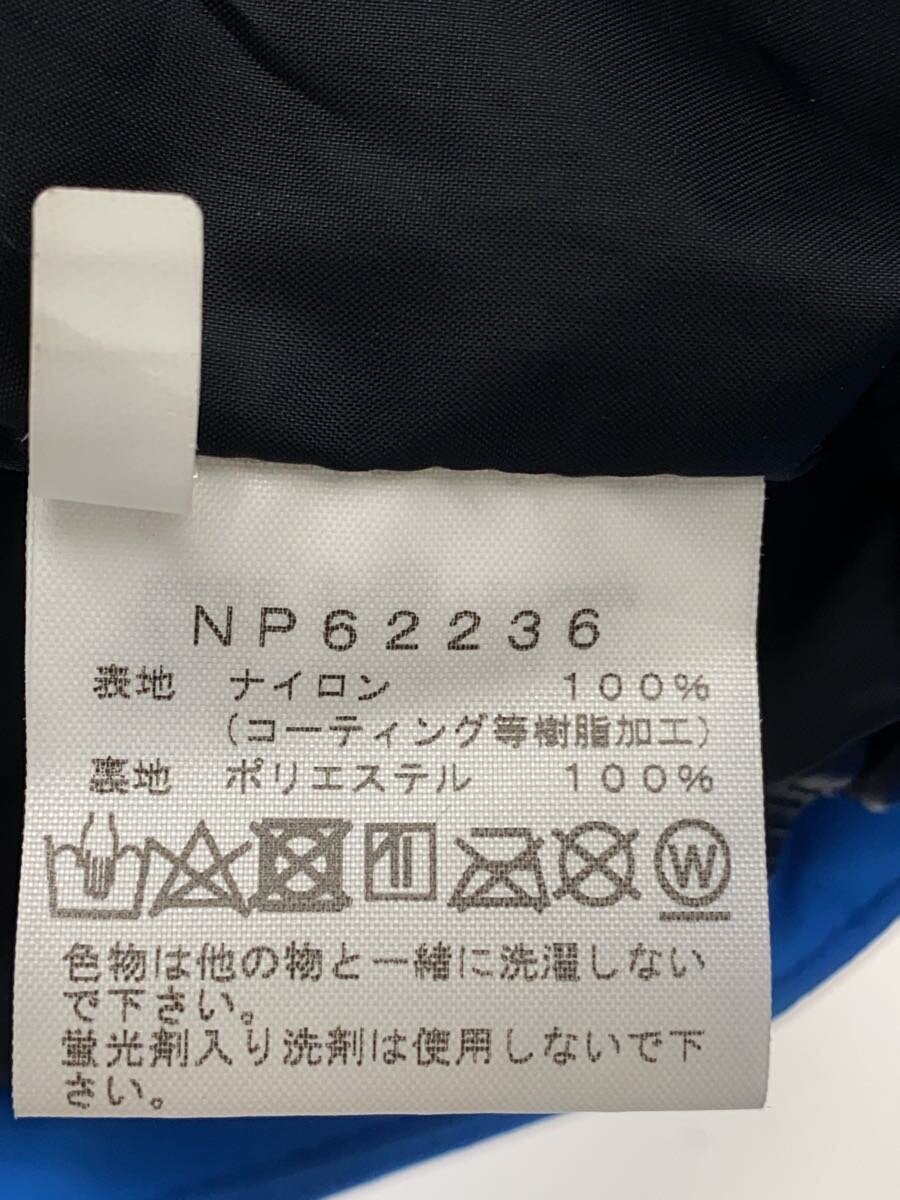 NP62236
表地 ナイロン 100%
(コーティング等樹脂加工)
裏地 ポリエステル 100%
W
色物は他の物と一緒に洗濯しない
で下さい。
蛍光剤入り洗剤は使用しないで下
さい。